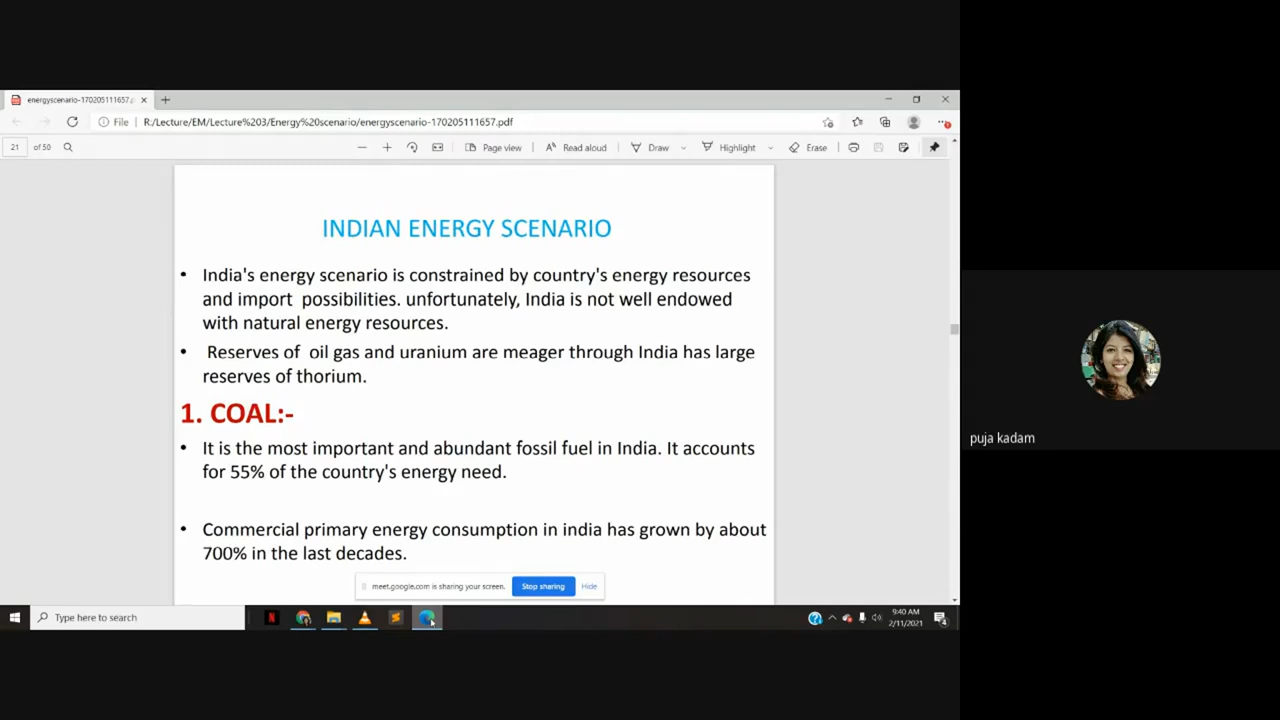 energyscenario-170205111657.p
File
R:/Lecture/EM/Lecture%203/Energy%20scenario/energyscenario-170205111657.pdf
21 of 50
Page view
Read aloud
Draw
Highlight
Erase
INDIAN ENERGY SCENARIO
• India's energy scenario is constrained by country's energy resources
and import possibilities. unfortunately, India is not well endowed
with natural energy resources.
• Reserves of oil gas and uranium are meager through India has large
reserves of thorium.
1. COAL:-
• It is the most important and abundant fossil fuel in India. It accounts
for 55% of the country's energy need.
• Commercial primary energy consumption in india has grown by about
700% in the last decades.
meet.google.com is sharing your screen.
Stop sharing
Hide
Type here to search
9:40 AM
2/11/2021
puja kadam